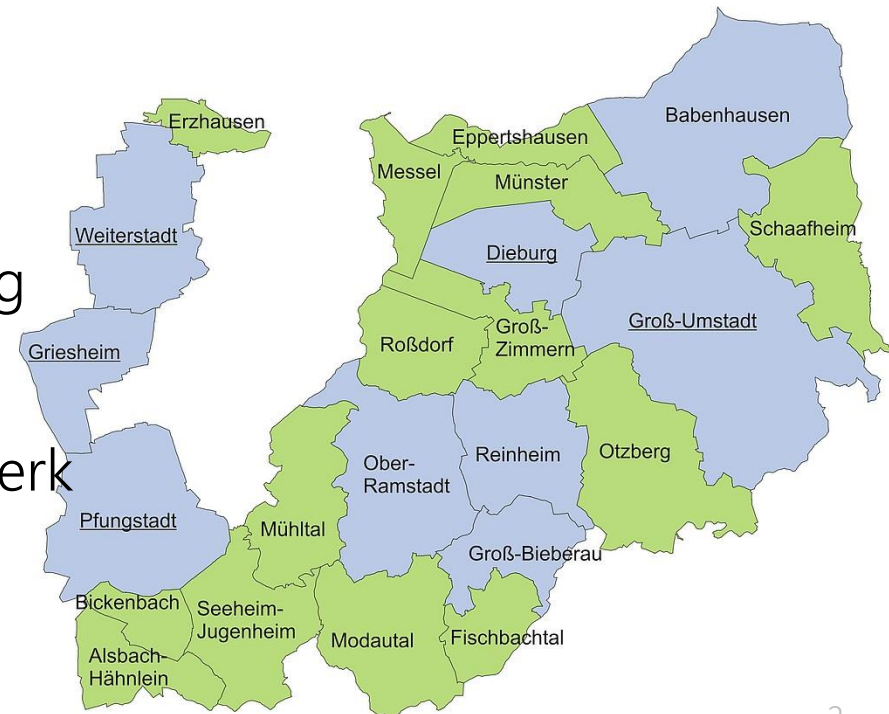 Erzhausen
Babenhausen
Eppertshausen
Messel
Münster
Weiterstadt
Schaafheim
Dieburg
g
Groß-Umstadt
Griesheim
Roßdorf
Groß-
Zimmern
erk
Ober-
Ramstadt
Reinheim
Otzberg
Pfungstadt
Mühltal
Groß-Bieberau
Bickenbach
Seeheim-
Jugenheim
Modautal
Fischbachtal
Alsbach-
Hähnlein